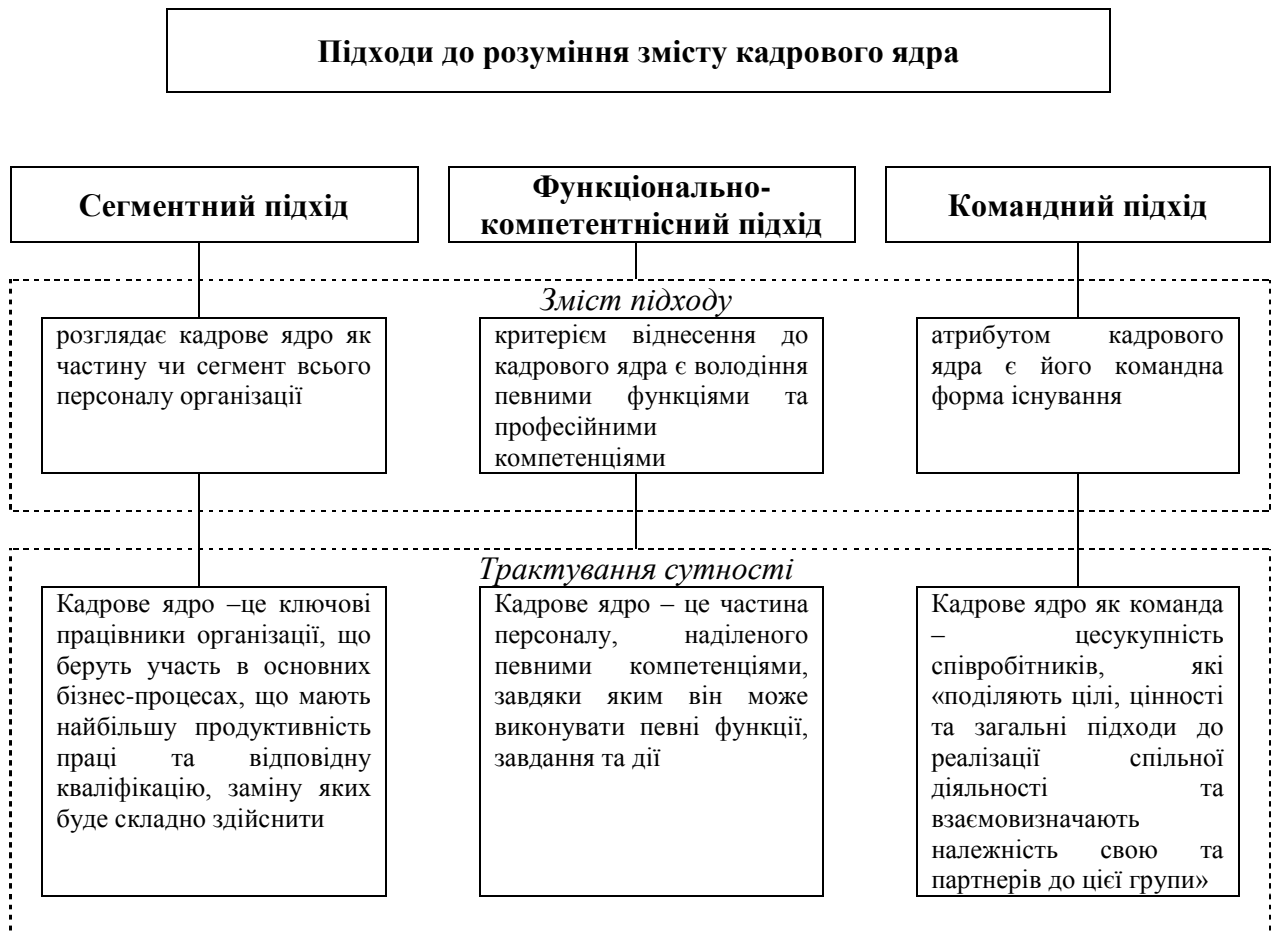 Підходи до розуміння змісту кадрового ядра
Сегментний підхід
Функціонально-
компетентнісний підхід
Командний підхід
Зміст підходу
розглядає кадрове ядро як
частину чи сегмент всього
персоналу організації
критерієм віднесення до
кадрового ядра є володіння
певними функціями та
професійними
компетенціями
атрибутом кадрового
ядра є його командна
форма існування
Трактування сутності
Кадрове ядро –це ключові
працівники організації, що
беруть участь в основних
бізнес-процесах, що мають
найбільшу продуктивність
праці та відповідну
кваліфікацію, заміну яких
буде складно здійснити
Кадрове ядро – це частина
персоналу, наділеного
певними компетенціями,
завдяки яким він може
виконувати певні функції,
завдання та дії
Кадрове ядро як команда
– цесукупність
співробітників, які
«поділяють цілі, цінності
та загальні підходи до
реалізації спільної
діяльності та
взаємовизначають
належність свою та
партнерів до цієї групи»